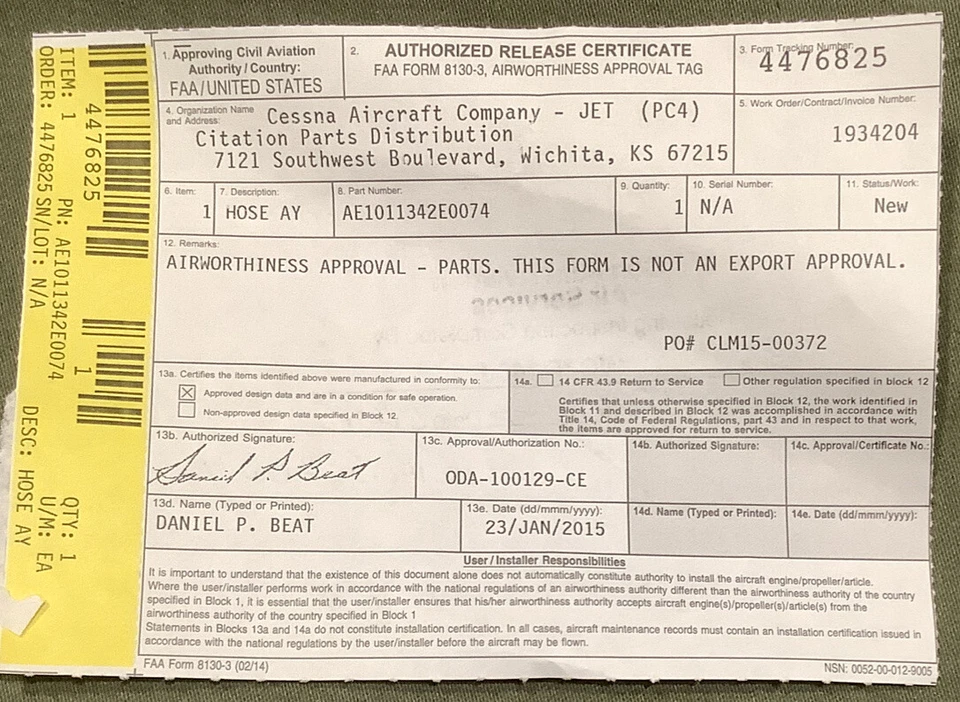 ITEM: 1 PN: AE1011342E0074 QTY: 1
ORDER: 4476825 SN/LOT: N/A DESC: HOSE AY U/M: EA
4476825
1
1. Approving Civil Aviation
Authority / Country:
FAA/UNITED STATES
2. AUTHORIZED RELEASE CERTIFICATE
FAA FORM 8130-3, AIRWORTHINESS APPROVAL TAG
3. Form Tracking Number:
4476825
4. Organization Name
and Address:
Cessna Aircraft Company - JET (PC4)
Citation Parts Distribution
7121 Southwest Boulevard, Wichita, KS 67215
5. Work Order/Contract/Invoice Number:
1934204
6. Item:
1
7. Description:
HOSE AY
8. Part Number:
AE1011342E0074
9. Quantity:
1
10. Serial Number:
N/A
11. Status/Work:
New
12. Remarks:
AIRWORTHINESS APPROVAL - PARTS. THIS FORM IS NOT AN EXPORT APPROVAL.
PO# CLM15-00372
13a. Certifies the items identified above were manufactured in conformity to:
Approved design data and are in a condition for safe operation.
Non-approved design data specified in Block 12.
14a. 14 CFR 43.9 Return to Service Other regulation specified in block 12
Certifies that unless otherwise specified in Block 12, the work identified in
Block 11 and described in Block 12 was accomplished in accordance with
Title 14, Code of Federal Regulations, part 43 and in respect to that work,
the items are approved for return to service.
13b. Authorized Signature:
Daniel P. Beat
13c. Approval/Authorization No.:
ODA-100129-CE
14b. Authorized Signature:
14c. Approval/Certificate No.:
13d. Name (Typed or Printed):
DANIEL P. BEAT
13e. Date (dd/mmm/yyyy):
23/JAN/2015
14d. Name (Typed or Printed):
14e. Date (dd/mmm/yyyy):
User/Installer Responsibilities
It is important to understand that the existence of this document alone does not automatically constitute authority to install the aircraft engine/propeller/article.
Where the user/installer performs work in accordance with the national regulations of an airworthiness authority different than the airworthiness authority of the country
specified in Block 1, it is essential that the user/installer ensures that his/her airworthiness authority accepts aircraft engine(s)/propeller(s)/article(s) from the
airworthiness authority of the country specified in Block 1
Statements in Blocks 13a and 14a do not constitute installation certification. In all cases, aircraft maintenance records must contain an installation certification issued in
accordance with the national regulations by the user/installer before the aircraft may be flown.
FAA Form 8130-3 (02/14)
NSN: 0052-00-012-9005